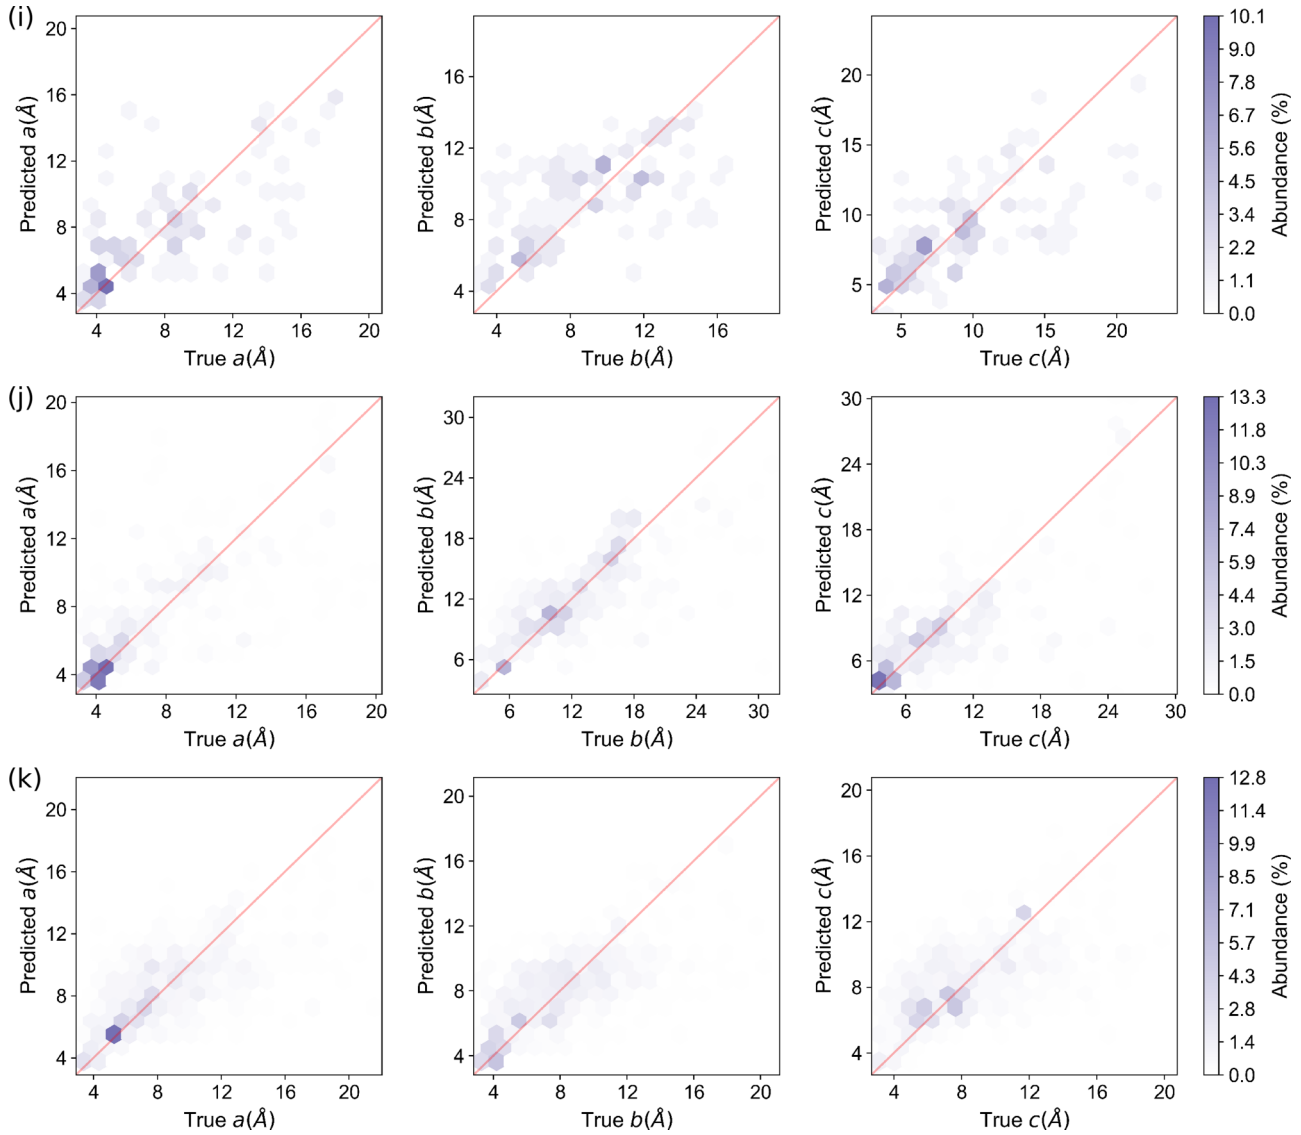 (i)
20
16
12
8
4
Predicted a(Å)
4 8 12 16 20
True a(Å)
16
12
8
4
Predicted b(Å)
4 8 12 16
True b(Å)
20
15
10
5
Predicted c(Å)
5 10 15 20
True c(Å)
10.1
9.0
7.8
6.7
5.6
4.5
3.4
2.2
1.1
0.0
Abundance (%)
(j)
20
16
12
8
4
Predicted a(Å)
4 8 12 16 20
True a(Å)
30
24
18
12
6
Predicted b(Å)
6 12 18 24 30
True b(Å)
30
24
18
12
6
Predicted c(Å)
6 12 18 24 30
True c(Å)
13.3
11.8
10.3
8.9
7.4
5.9
4.4
3.0
1.5
0.0
Abundance (%)
(k)
20
16
12
8
4
Predicted a(Å)
4 8 12 16 20
True a(Å)
20
16
12
8
4
Predicted b(Å)
4 8 12 16 20
True b(Å)
20
16
12
8
4
Predicted c(Å)
4 8 12 16 20
True c(Å)
12.8
11.4
9.9
8.5
7.1
5.7
4.3
2.8
1.4
0.0
Abundance (%)